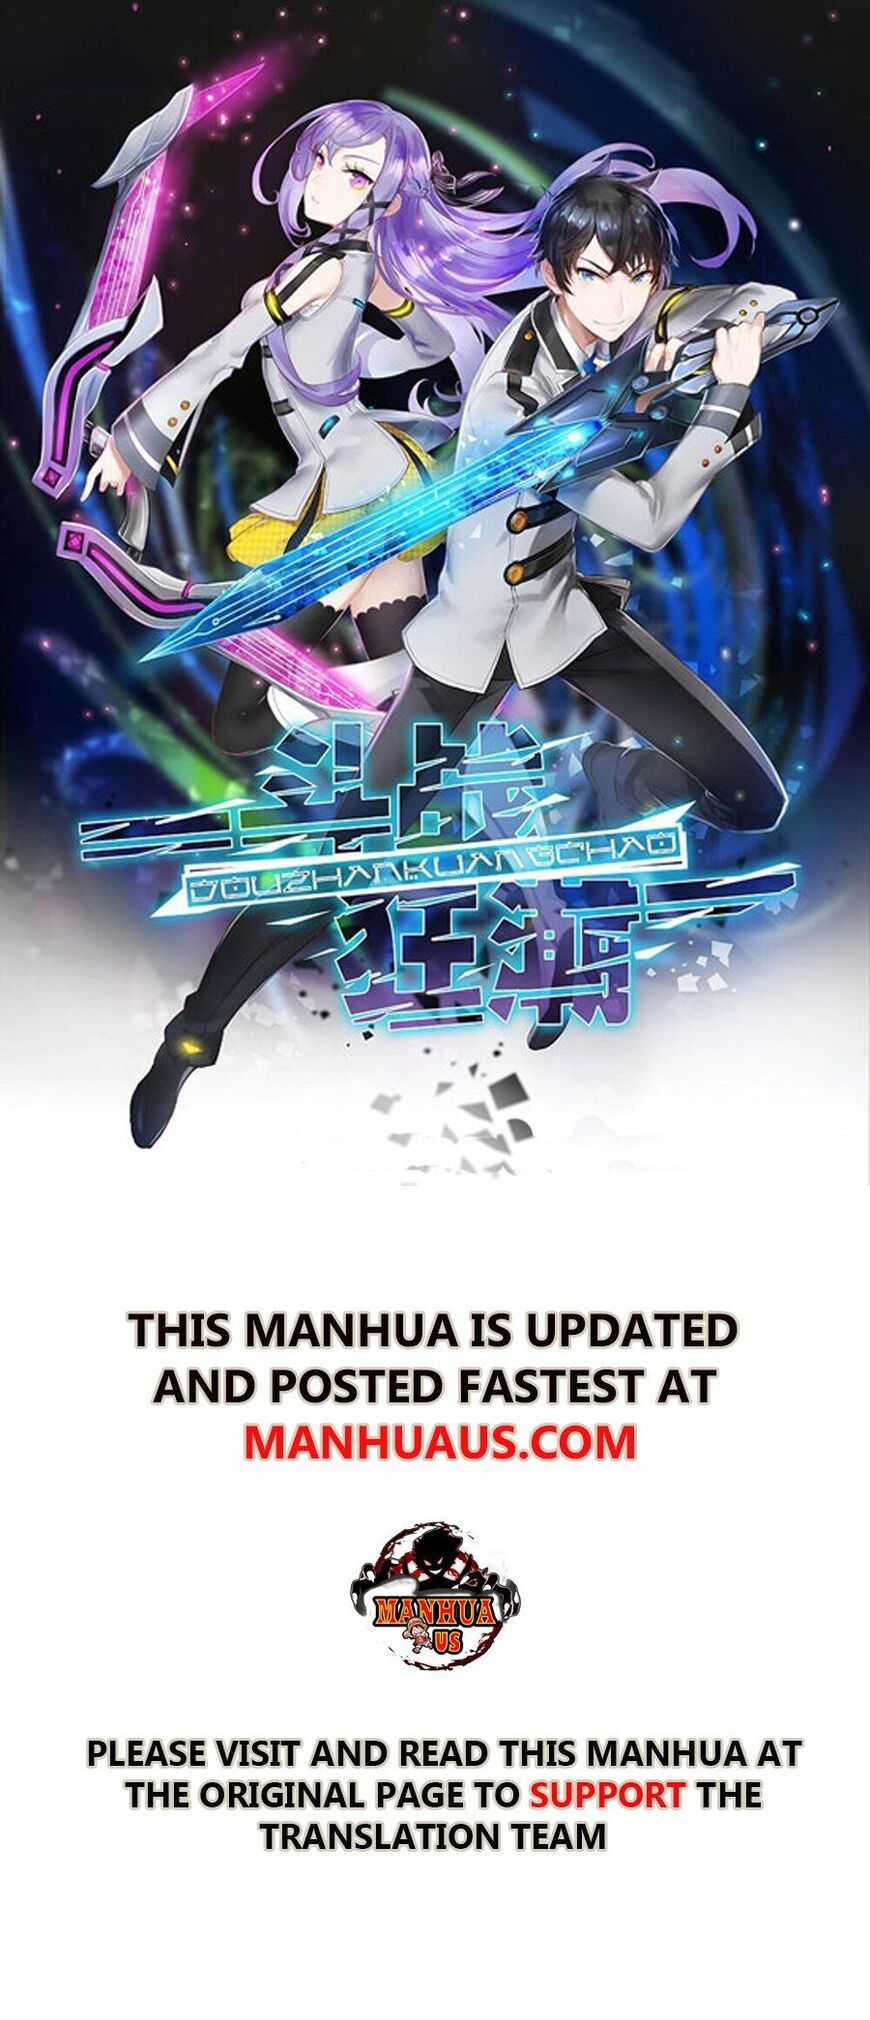 斗战
DOUZHANKUANGCHAO
狂潮
THIS MANHUA IS UPDATED
AND POSTED FASTEST AT
MANHUAUS.COM
MANHUA
US
PLEASE VISIT AND READ THIS MANHUA AT
THE ORIGINAL PAGE TO SUPPORT THE
TRANSLATION TEAM